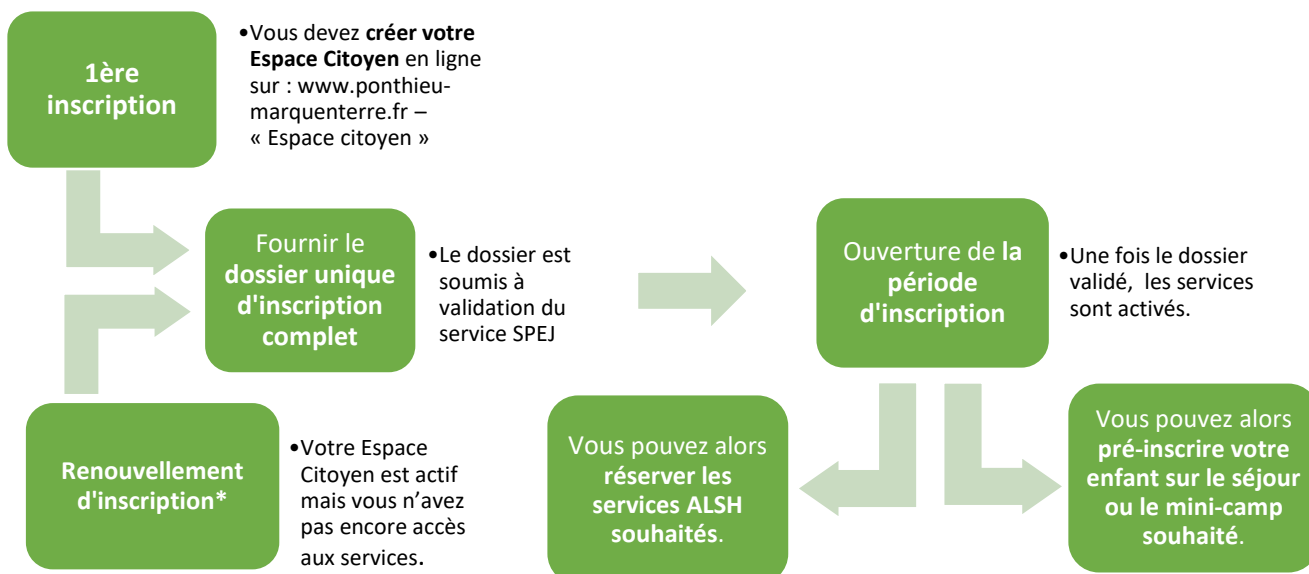 1ère
inscription
•Vous devez créer votre
Espace Citoyen en ligne
sur : www.ponthieu-
marquenterre.fr –
« Espace citoyen »
Fournir le
dossier unique
d'inscription
complet
•Le dossier est
soumis à
validation du
service SPEJ
Ouverture de la
période
d'inscription
•Une fois le dossier
validé, les services
sont activés.
Renouvellement
d'inscription*
•Votre Espace
Citoyen est actif
mais vous n'avez
pas encore accès
aux services.
Vous pouvez alors
réserver les
services ALSH
souhaités.
Vous pouvez alors
pré-inscrire votre
enfant sur le séjour
ou le mini-camp
souhaité.